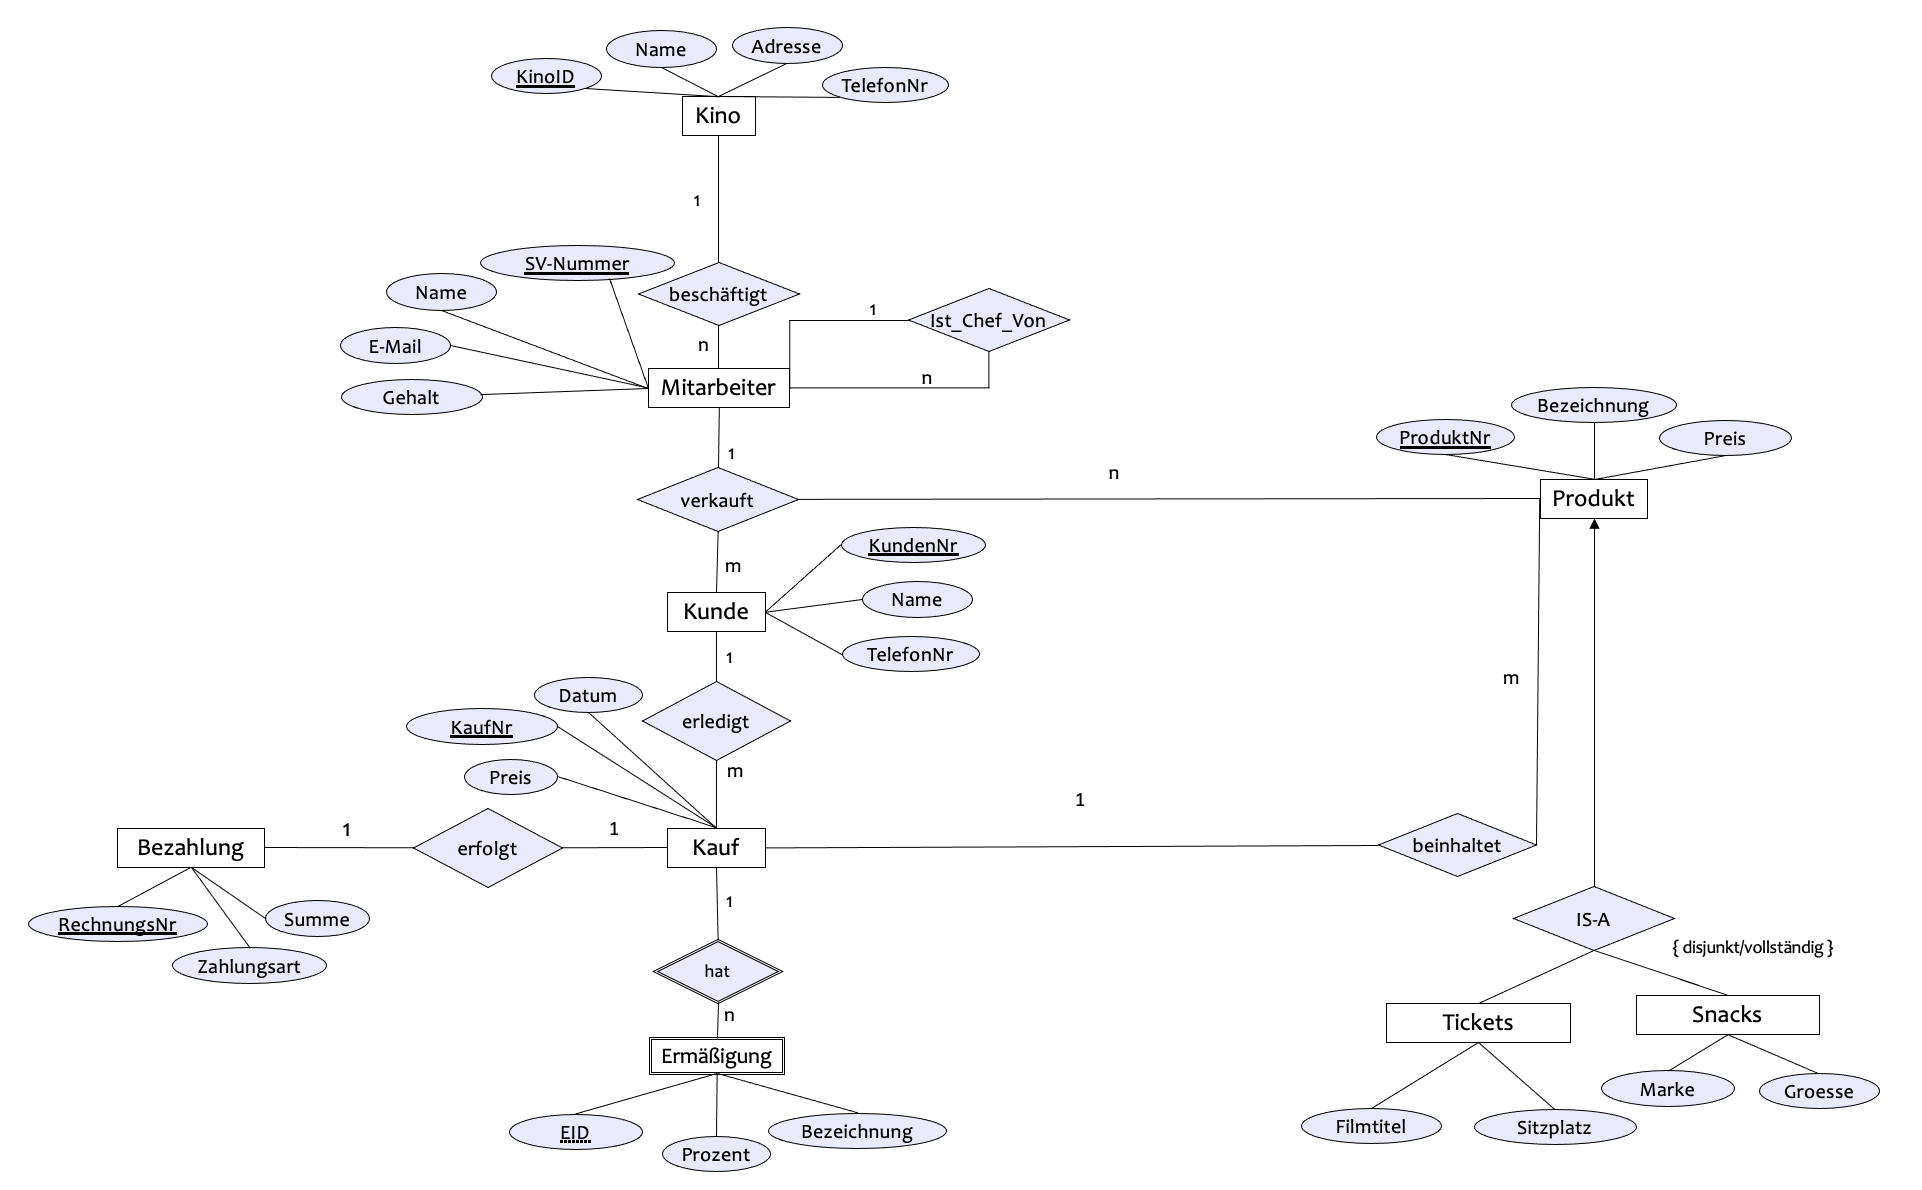 Name
Adresse
KinoID
TelefonNr
Kino
1
SV-Nummer
Name
beschäftigt
1
Ist_Chef_Von
E-Mail
n
n
Mitarbeiter
Gehalt
Bezeichnung
ProduktNr
Preis
1
n
verkauft
Produkt
KundenNr
m
Name
Kunde
TelefonNr
1
m
Datum
KaufNr
erledigt
m
Preis
1
1
1
Bezahlung
erfolgt
Kauf
beinhaltet
1
RechnungsNr
Summe
IS-A
{ disjunkt/vollständig }
Zahlungsart
hat
n
Tickets
Snacks
Ermäßigung
Marke
Groesse
EID
Bezeichnung
Filmtitel
Sitzplatz
Prozent